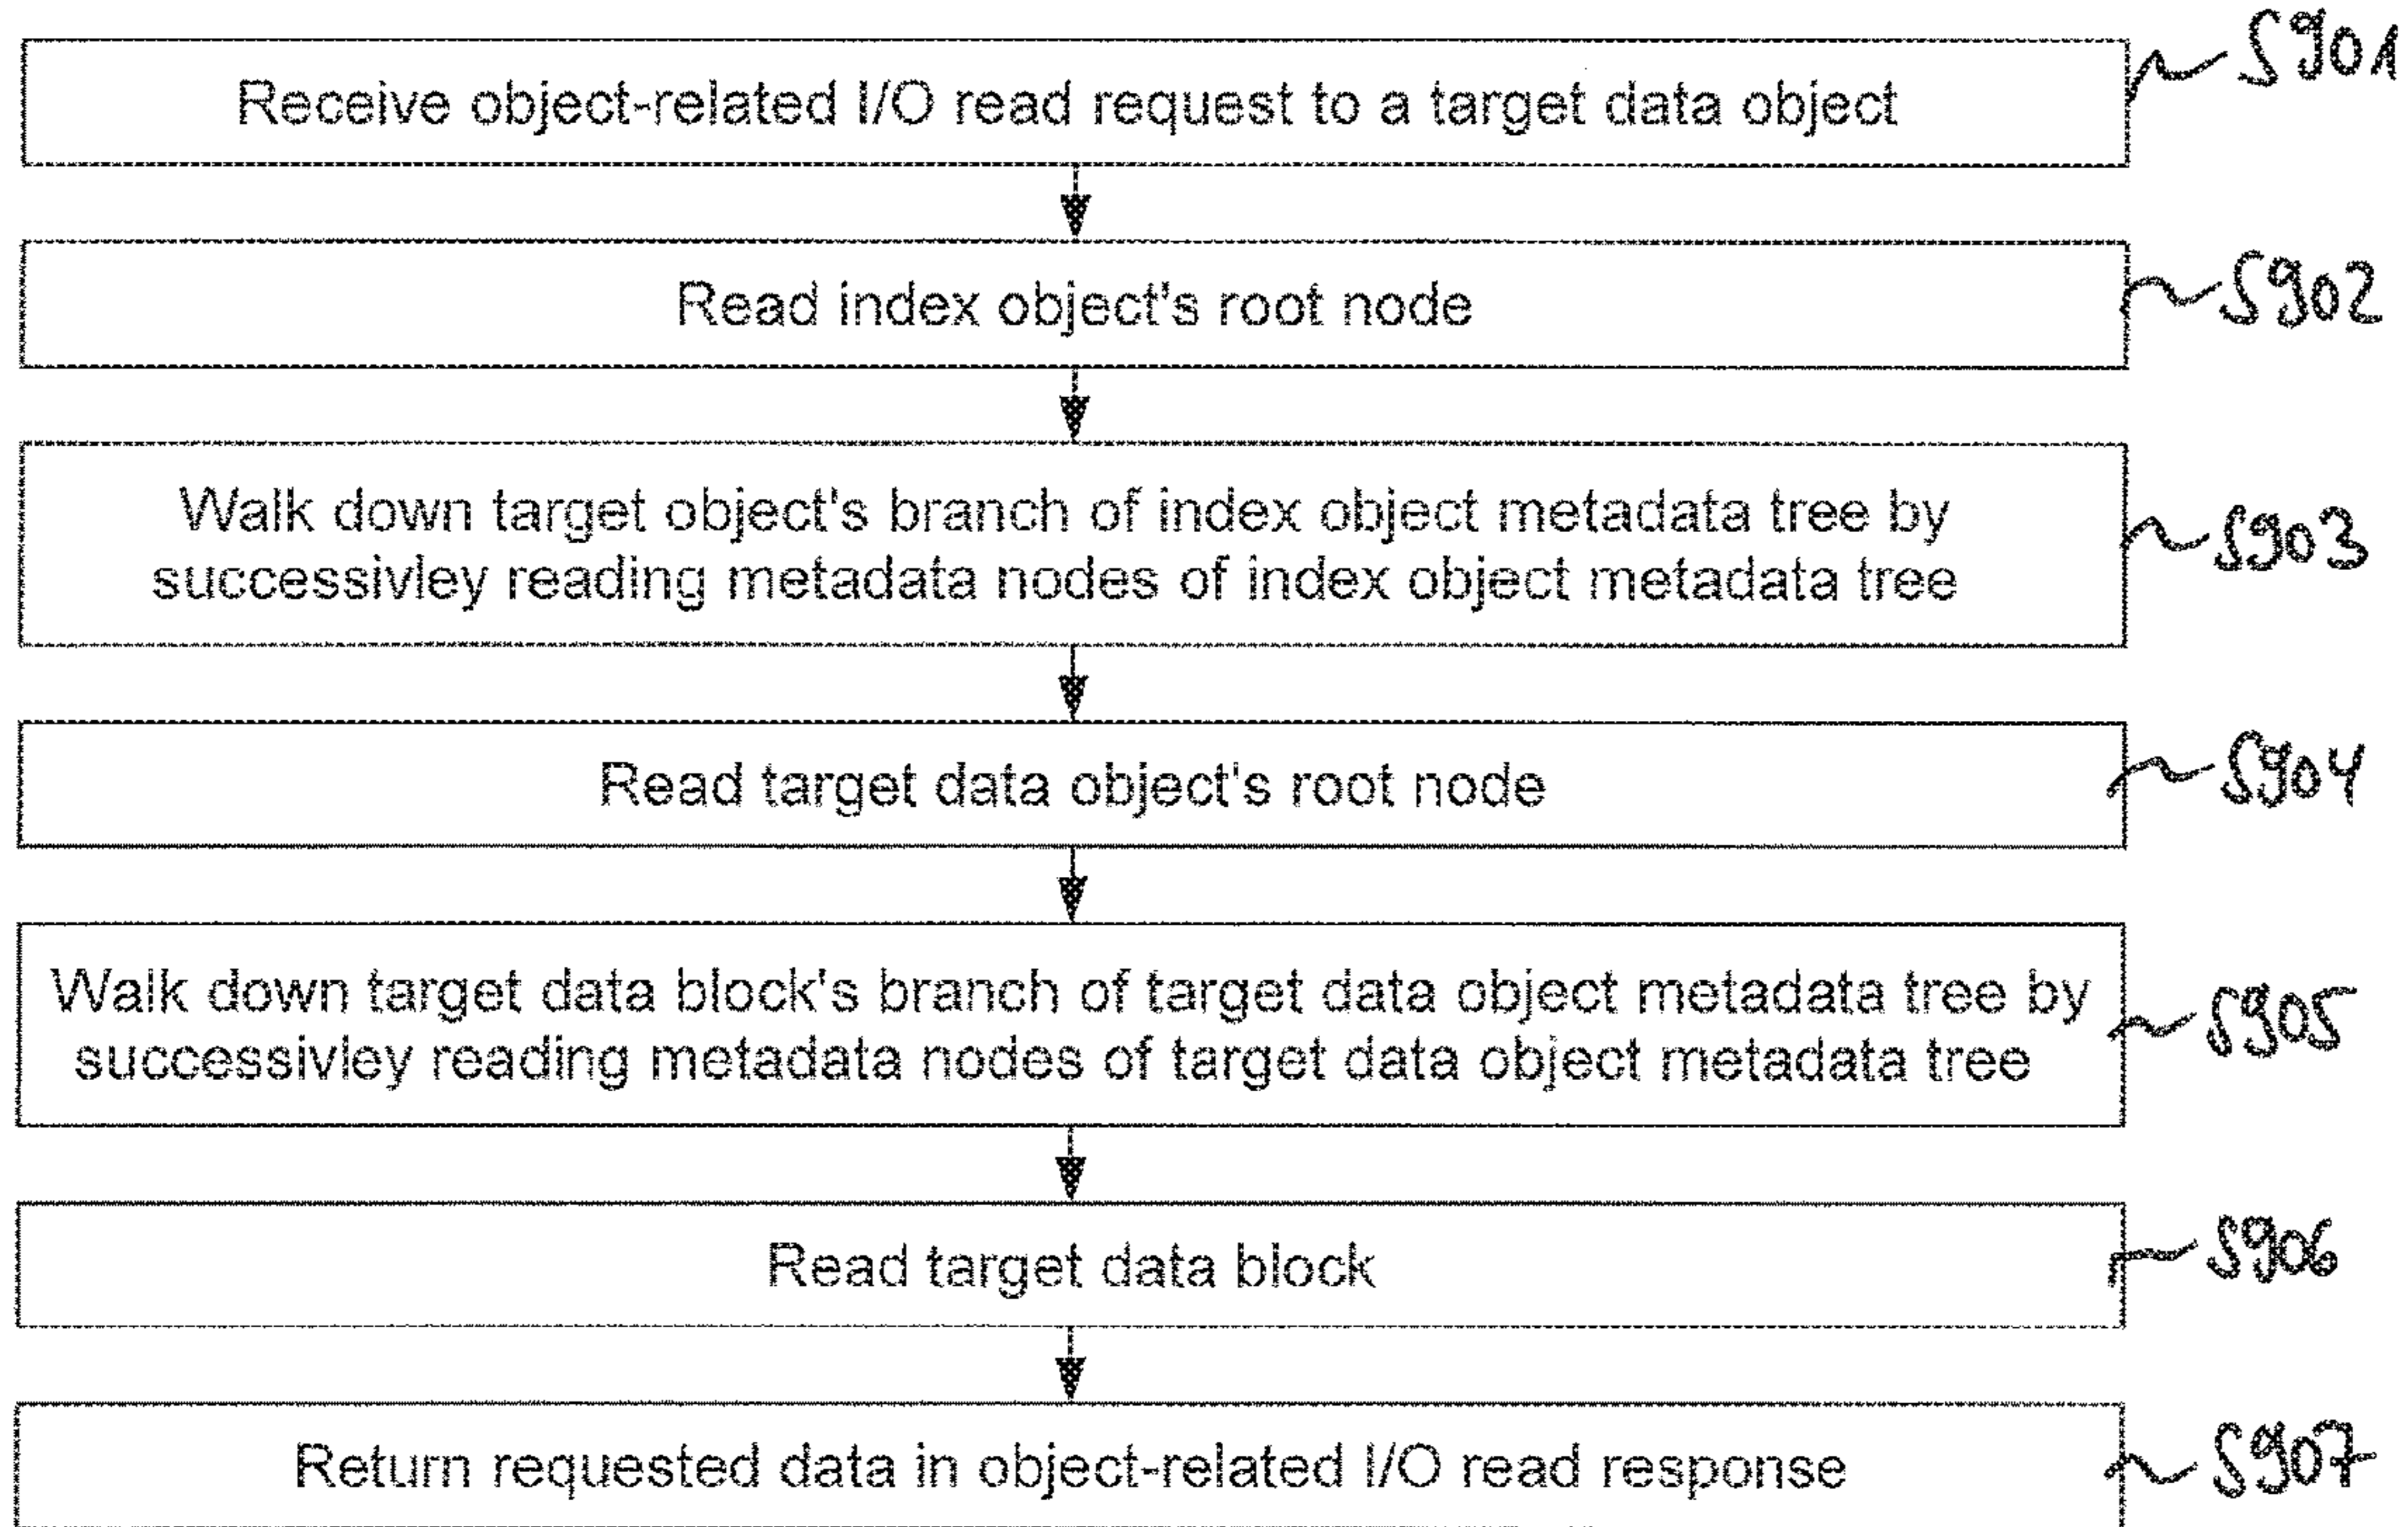 Receive object-related I/O read request to a target data object
S901
Read index object's root node
S902
Walk down target object's branch of index object metadata tree by
successivley reading metadata nodes of index object metadata tree
S903
Read target data object's root node
S904
Walk down target data block's branch of target data object metadata tree by
successivley reading metadata nodes of target data object metadata tree
S905
Read target data block
S906
Return requested data in object-related I/O read response
S907